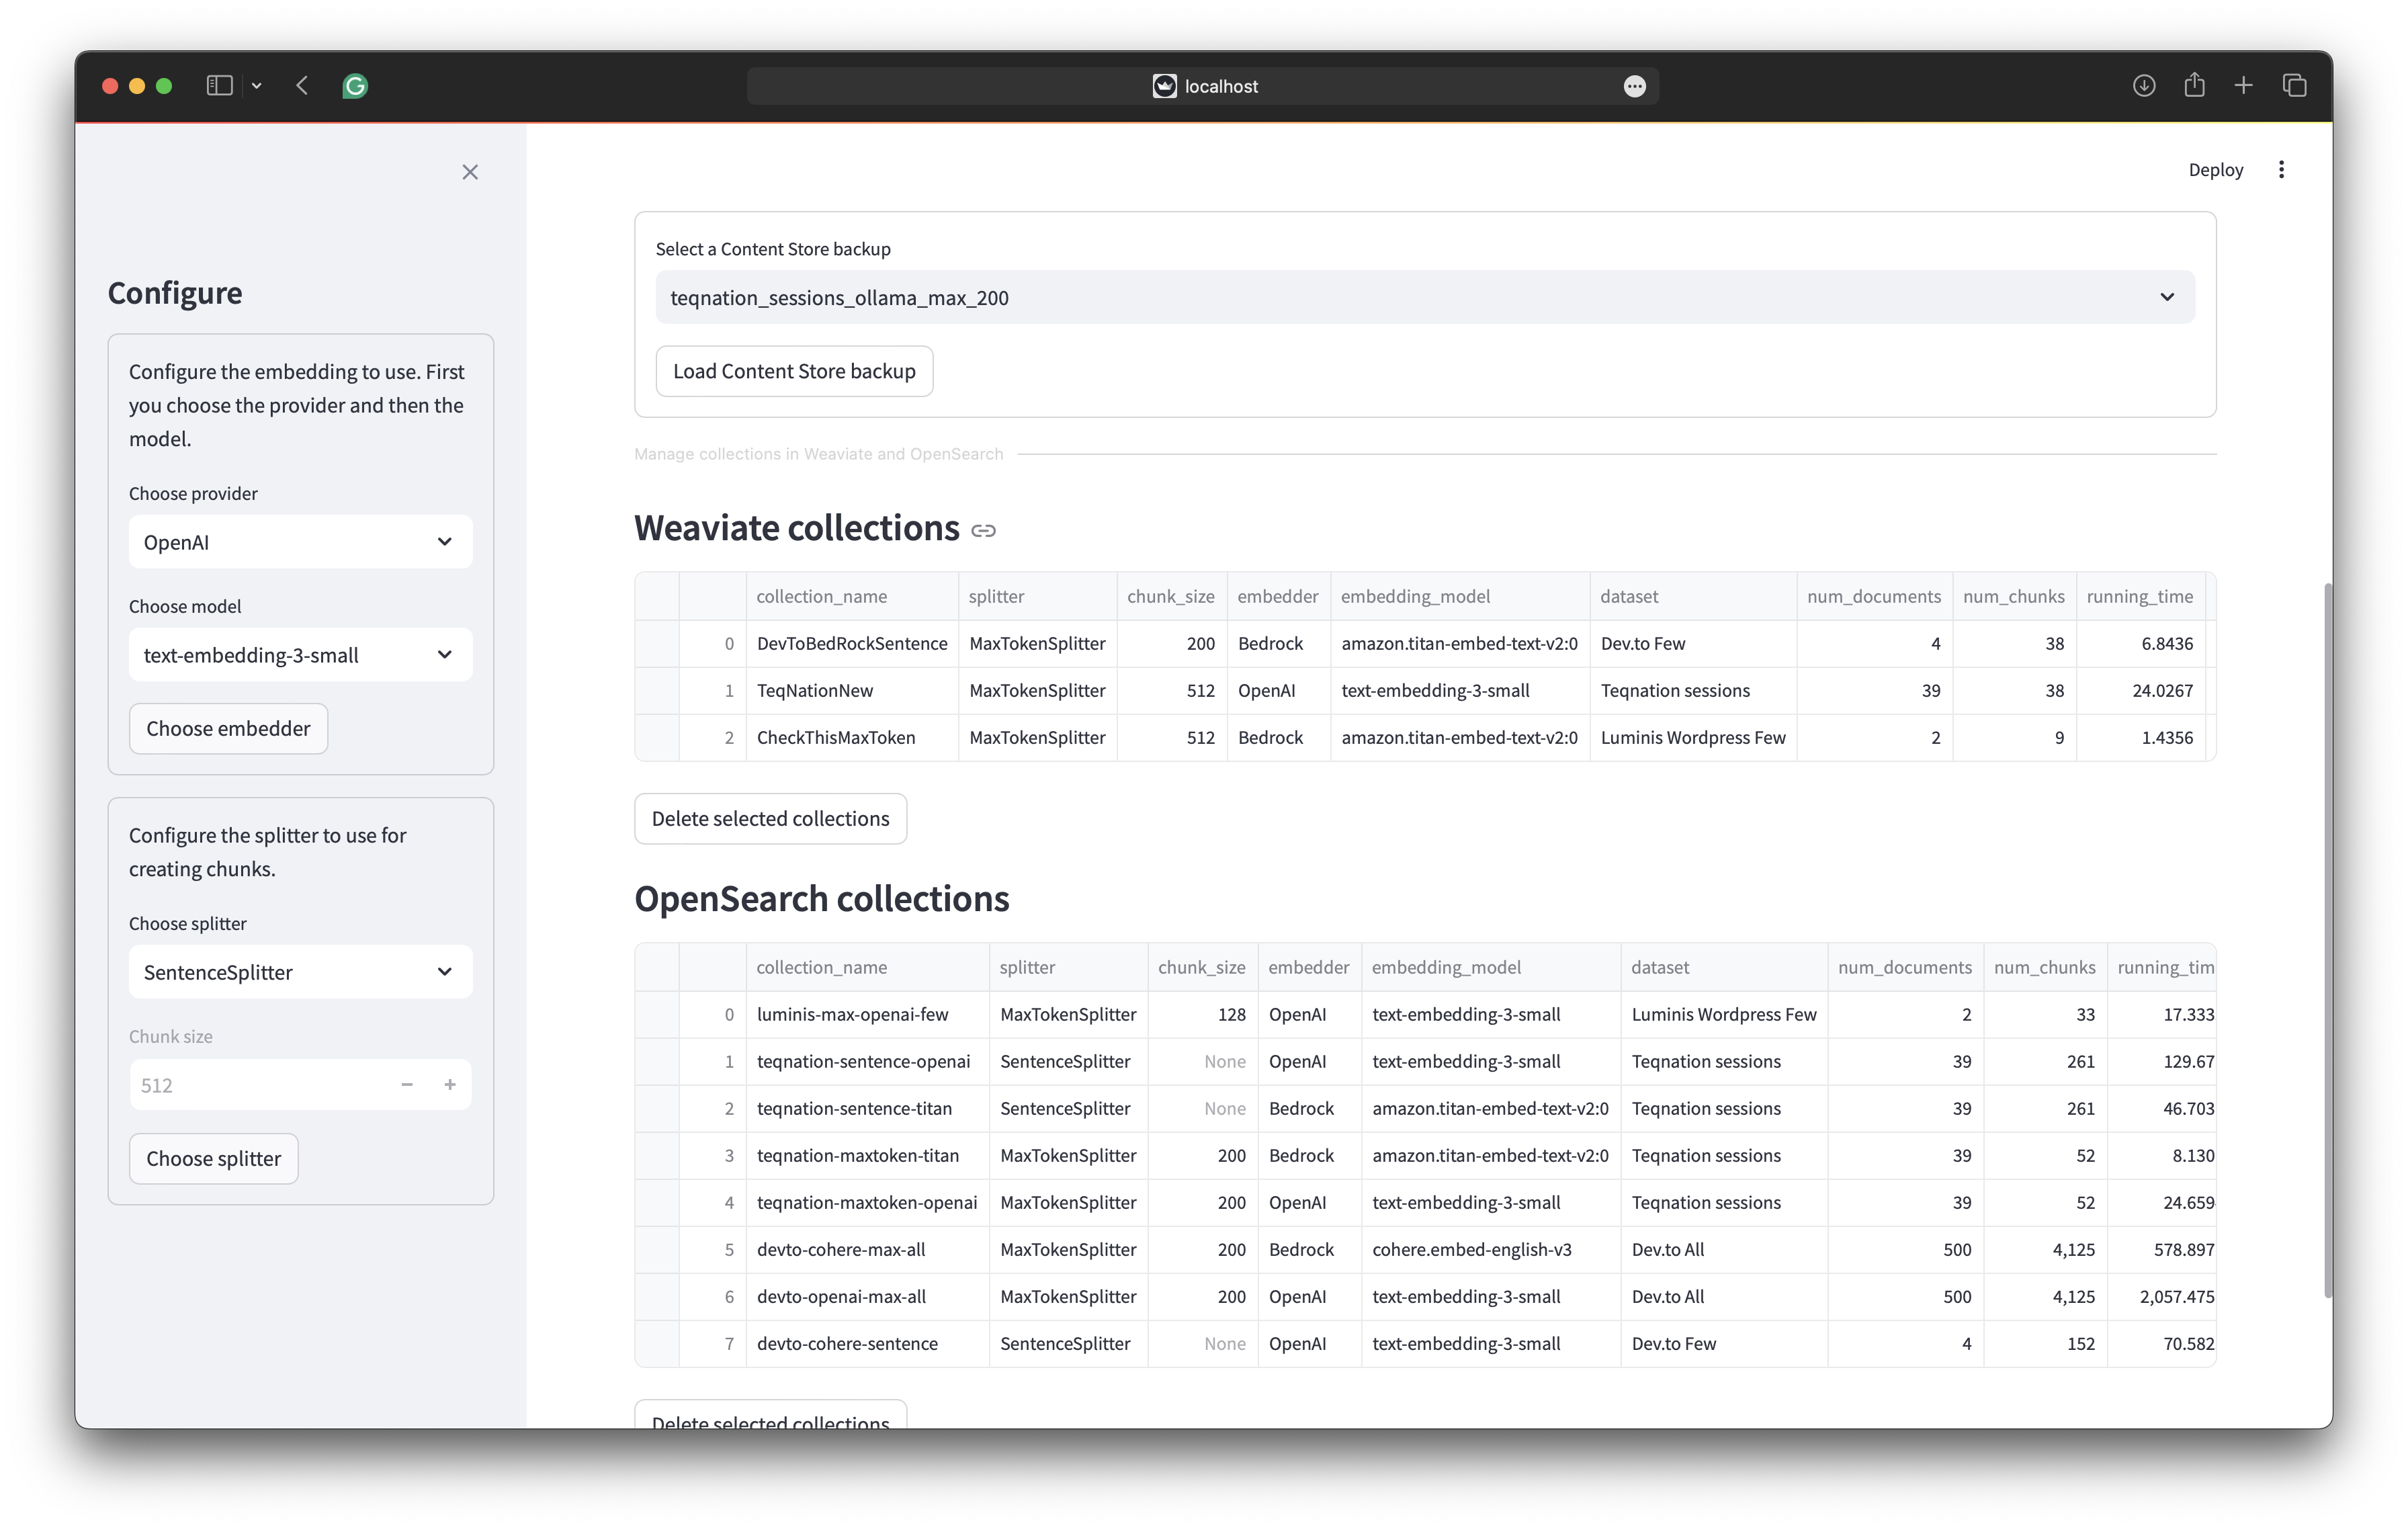 localhost
Deploy
Configure
Configure the embedding to use. First
you choose the provider and then the
model.
Choose provider
OpenAI
Choose model
text-embedding-3-small
Choose embedder
Configure the splitter to use for
creating chunks.
Choose splitter
SentenceSplitter
Chunk size
512
Choose splitter
Select a Content Store backup
teqnation_sessions_ollama_max_200
Load Content Store backup
Manage collections in Weaviate and OpenSearch
Weaviate collections
collection_name splitter chunk_size embedder embedding_model dataset num_documents num_chunks running_time
0 DevToBedRockSentence MaxTokenSplitter 200 Bedrock amazon.titan-embed-text-v2:0 Dev.to Few 4 38 6.8436
1 TeqNationNew MaxTokenSplitter 512 OpenAI text-embedding-3-small Teqnation sessions 39 38 24.0267
2 CheckThisMaxToken MaxTokenSplitter 512 Bedrock amazon.titan-embed-text-v2:0 Luminis Wordpress Few 2 9 1.4356
Delete selected collections
OpenSearch collections
collection_name splitter chunk_size embedder embedding_model dataset num_documents num_chunks running_tim
0 luminis-max-openai-few MaxTokenSplitter 128 OpenAI text-embedding-3-small Luminis Wordpress Few 2 33 17.333
1 teqnation-sentence-openai SentenceSplitter None OpenAI text-embedding-3-small Teqnation sessions 39 261 129.67
2 teqnation-sentence-titan SentenceSplitter None Bedrock amazon.titan-embed-text-v2:0 Teqnation sessions 39 261 46.703
3 teqnation-maxtoken-titan MaxTokenSplitter 200 Bedrock amazon.titan-embed-text-v2:0 Teqnation sessions 39 52 8.130
4 teqnation-maxtoken-openai MaxTokenSplitter 200 OpenAI text-embedding-3-small Teqnation sessions 39 52 24.659
5 devto-cohere-max-all MaxTokenSplitter 200 Bedrock cohere.embed-english-v3 Dev.to All 500 4,125 578.897
6 devto-openai-max-all MaxTokenSplitter 200 OpenAI text-embedding-3-small Dev.to All 500 4,125 2,057.475
7 devto-cohere-sentence SentenceSplitter None OpenAI text-embedding-3-small Dev.to Few 4 152 70.582
Delete selected collections